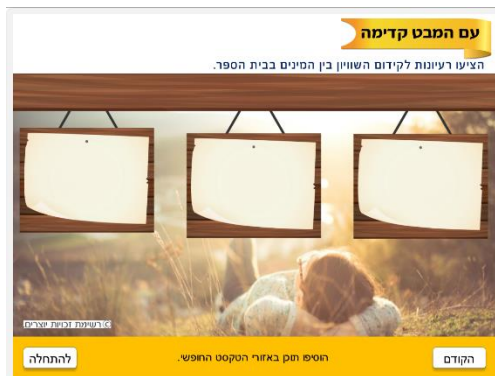 עם המבט קדימה
הציעו רעיונות לקידום השוויון בין המינים בבית הספר.
©רשימת זכויות יוצרים
הקודם
הוסיפו תוכן באזורי הטקסט החופשי.
להתחלה